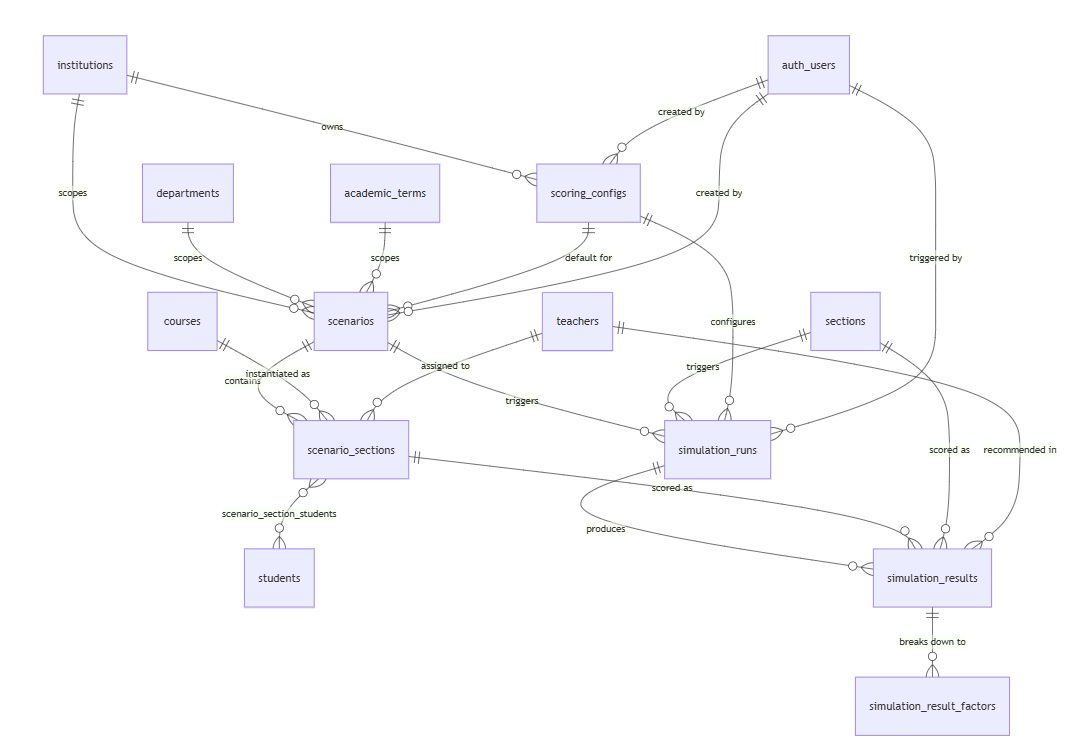 institutions
auth_users
created by
owns
departments
academic_terms
scoring_configs
scopes
created by
scopes
scopes
default for
triggered by
courses
scenarios
teachers
sections
configures
instantiated as
contains
assigned to
triggers
triggers
scenario_sections
simulation_runs
scored as
recommended in
scored as
scenario_section_students
produces
students
simulation_results
breaks down to
simulation_result_factors